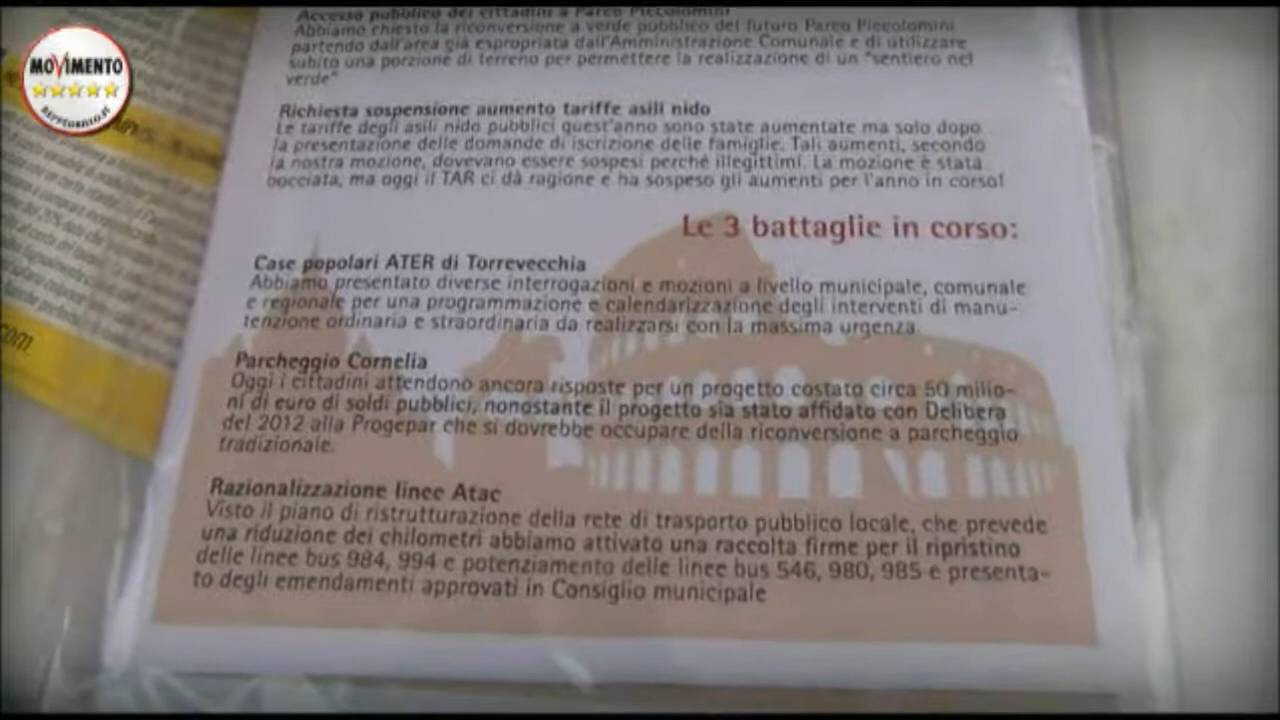 MOVIMENTO
BEPPEGRILLO.IT
Accesso pubblico dei cittadini a Parco Piccolomini
Abbiamo chiesto la riconversione a verde pubblico del futuro Parco Piccolomini
partendo dall'area già espropriata dall'Amministrazione Comunale e di utilizzare
subito una porzione di terreno per permettere la realizzazione di un "sentiero nel
verde"
Richiesta sospensione aumento tariffe asili nido
Le tariffe degli asili nido pubblici quest'anno sono state aumentate ma solo dopo
la presentazione delle domande di iscrizione delle famiglie. Tali aumenti, secondo
la nostra mozione, dovevano essere sospesi perché illegittimi. La mozione è stata
bocciata, ma oggi il TAR ci dà ragione e ha sospeso gli aumenti per l'anno in corso!
Le 3 battaglie in corso:
Case popolari ATER di Torrevecchia
Abbiamo presentato diverse interrogazioni e mozioni a livello municipale, comunale
e regionale per una programmazione e calendarizzazione degli interventi di manu-
tenzione ordinaria e straordinaria da realizzarsi con la massima urgenza.
Parcheggio Cornelia
Oggi i cittadini attendono ancora risposte per un progetto costato circa 50 milio-
ni di euro di soldi pubblici, nonostante il progetto sia stato affidato con Delibera
del 2012 alla Progepar che si dovrebbe occupare della riconversione a parcheggio
tradizionale.
Razionalizzazione linee Atac
Visto il piano di ristrutturazione della rete di trasporto pubblico locale, che prevede
una riduzione dei chilometri abbiamo attivato una raccolta firme per il ripristino
delle linee bus 984, 994 e potenziamento delle linee bus 546, 980, 985 e presenta-
to degli emendamenti approvati in Consiglio municipale
com